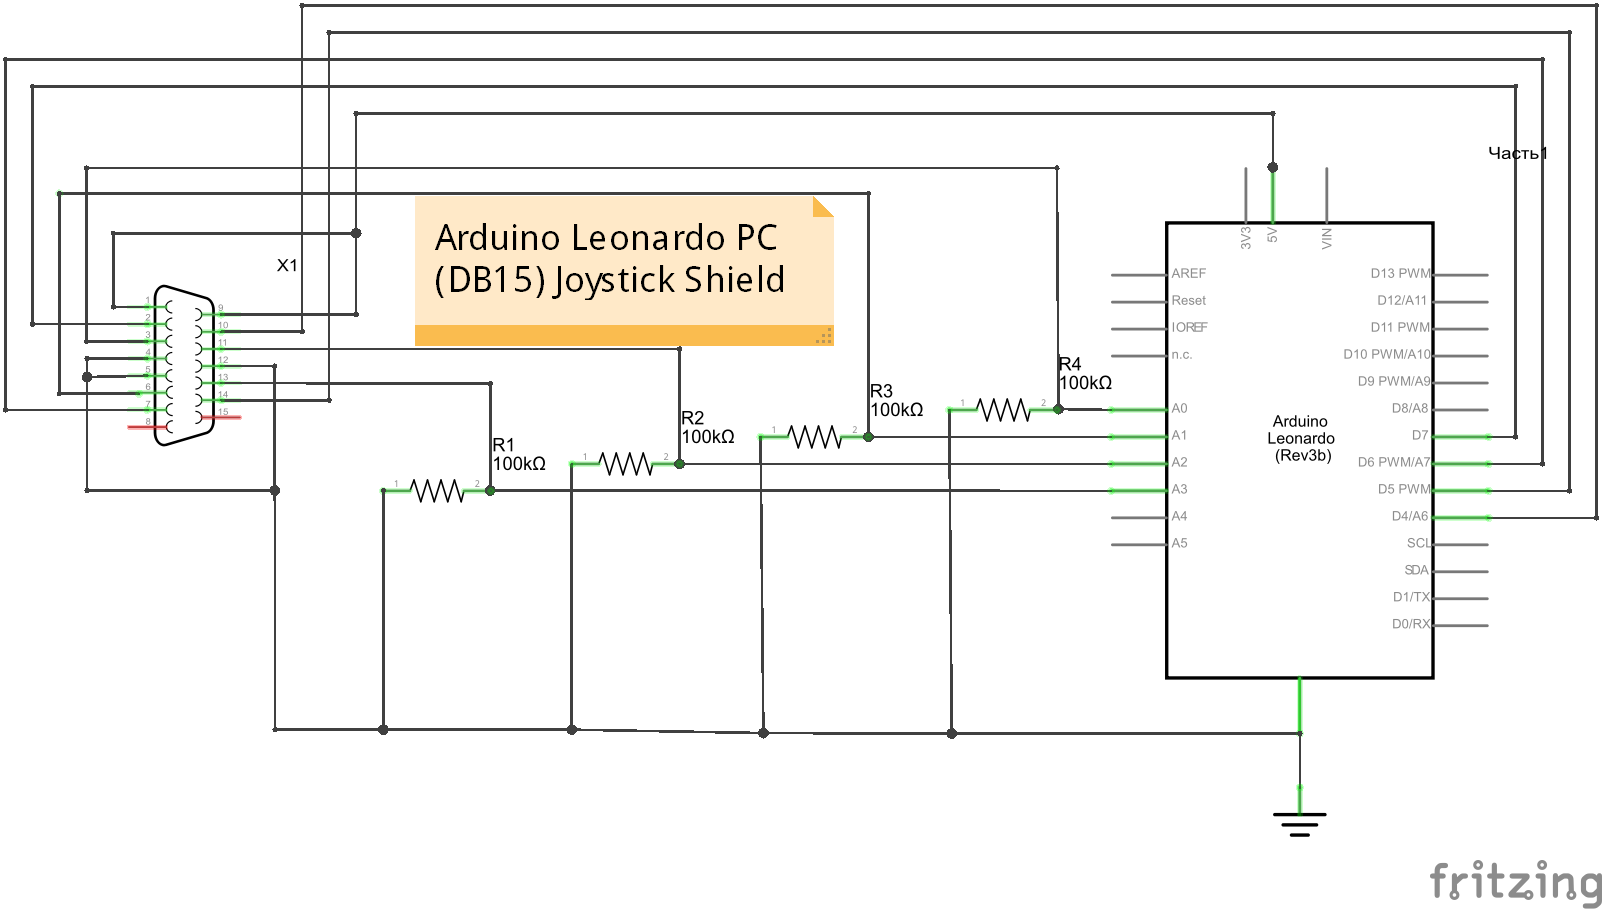 Часть1
Arduino Leonardo PC
(DB15) Joystick Shield
X1
1
2
3
4
5
6
7
8
9
10
11
12
13
14
15
R1
100kΩ
1
2
R2
100kΩ
1
2
R3
100kΩ
1
2
R4
100kΩ
1
2
3V3
5V
VIN
AREF
Reset
IOREF
n.c.
A0
A1
A2
A3
A4
A5
Arduino
Leonardo
(Rev3b)
D13 PWM
D12/A11
D11 PWM
D10 PWM/A10
D9 PWM/A9
D8/A8
D7
D6 PWM/A7
D5 PWM
D4/A6
SCL
SDA
D1/TX
D0/RX
fritzing